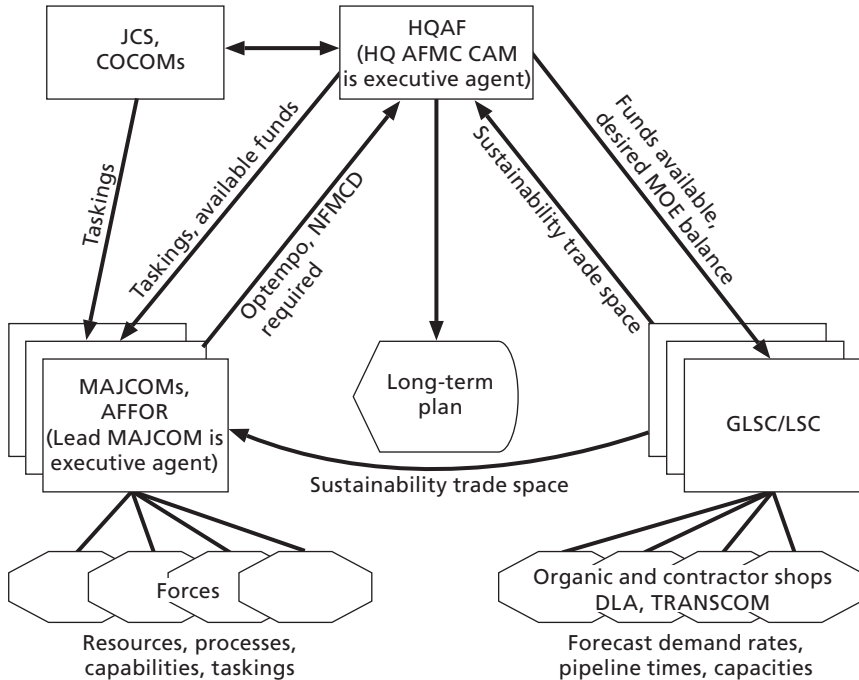 JCS,
COCOMs
HQAF
(HQ AFMC CAM
is executive agent)
Taskings
Taskings, available funds
Optempo, NFMCD
required
Sustainability trade space
Funds available,
desired MOE balance
MAJCOMs,
AFFOR
(Lead MAJCOM is
executive agent)
Long-term
plan
GLSC/LSC
Sustainability trade space
Forces
Organic and contractor shops
DLA, TRANSCOM
Resources, processes,
capabilities, taskings
Forecast demand rates,
pipeline times, capacities